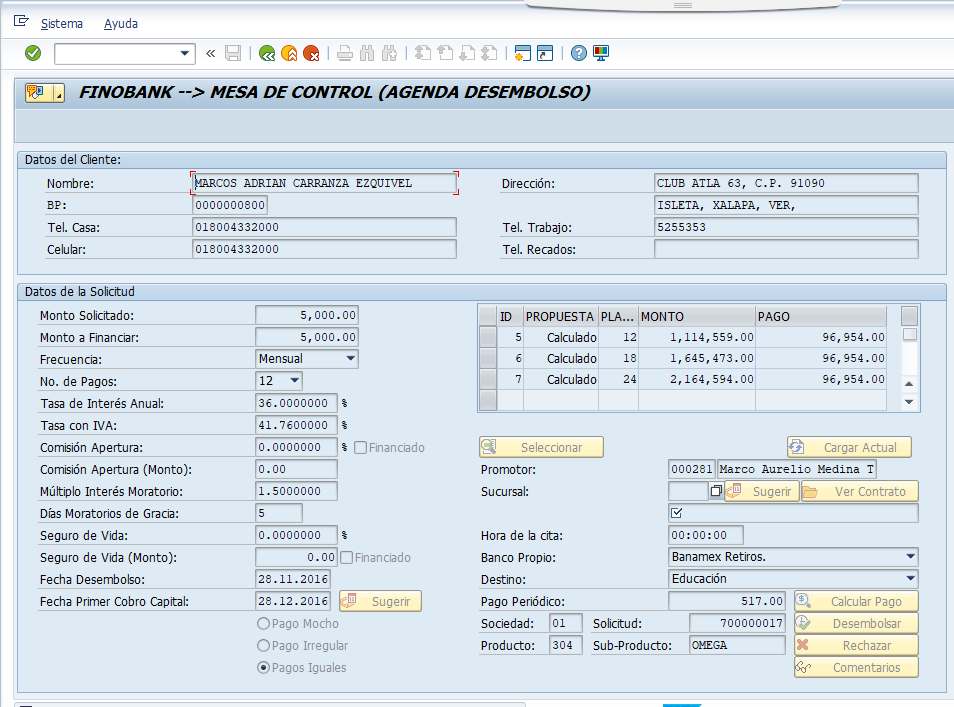 Sistema Ayuda
FINOBANK --> MESA DE CONTROL (AGENDA DESEMBOLSO)
Datos del Cliente:
Nombre: MARCOS ADRIAN CARRANZA EZQUIVEL
BP: 0000000800
Tel. Casa: 018004332000
Celular: 018004332000
Dirección: CLUB ATLA 63, C.P. 91090
ISLETA, XALAPA, VER,
Tel. Trabajo: 5255353
Tel. Recados:
Datos de la Solicitud
Monto Solicitado: 5,000.00
Monto a Financiar: 5,000.00
Frecuencia: Mensual
No. de Pagos: 12
Tasa de Interés Anual: 36.0000000 %
Tasa con IVA: 41.7600000 %
Comisión Apertura: 0.0000000 % Financiado
Comisión Apertura (Monto): 0.00
Múltiplo Interés Moratorio: 1.5000000
Días Moratorios de Gracia: 5
Seguro de Vida: 0.0000000 %
Seguro de Vida (Monto): 0.00 Financiado
Fecha Desembolso: 28.11.2016
Fecha Primer Cobro Capital: 28.12.2016 Sugerir
Pago Mocho
Pago Irregular
Pagos Iguales
ID PROPUESTA PLA... MONTO PAGO
5 Calculado 12 1,114,559.00 96,954.00
6 Calculado 18 1,645,473.00 96,954.00
7 Calculado 24 2,164,594.00 96,954.00
Seleccionar Cargar Actual
Promotor: 000281 Marco Aurelio Medina T
Sucursal: Sugerir Ver Contrato
Hora de la cita: 00:00:00
Banco Propio: Banamex Retiros.
Destino: Educación
Pago Periódico: 517.00 Calcular Pago
Sociedad: 01 Solicitud: 700000017 Desembolsar
Producto: 304 Sub-Producto: OMEGA Rechazar
Comentarios